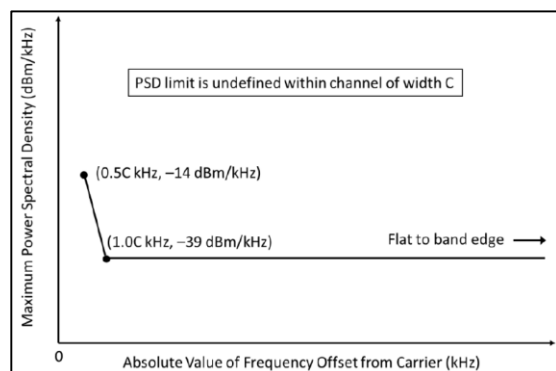 Maximum Power Spectral Density (dBm/kHz)
PSD limit is undefined within channel of width C
(0.5C kHz, –14 dBm/kHz)
(1.0C kHz, –39 dBm/kHz)
Flat to band edge
0
Absolute Value of Frequency Offset from Carrier (kHz)